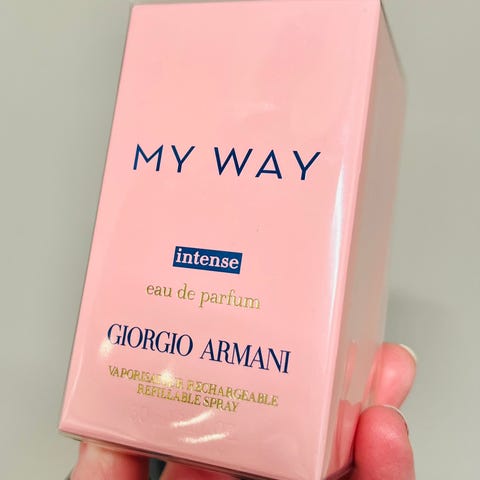 MY WAY
intense
eau de parfum
GIORGIO ARMANI
VAPORISATEUR RECHARGEABLE
REFILLABLE SPRAY